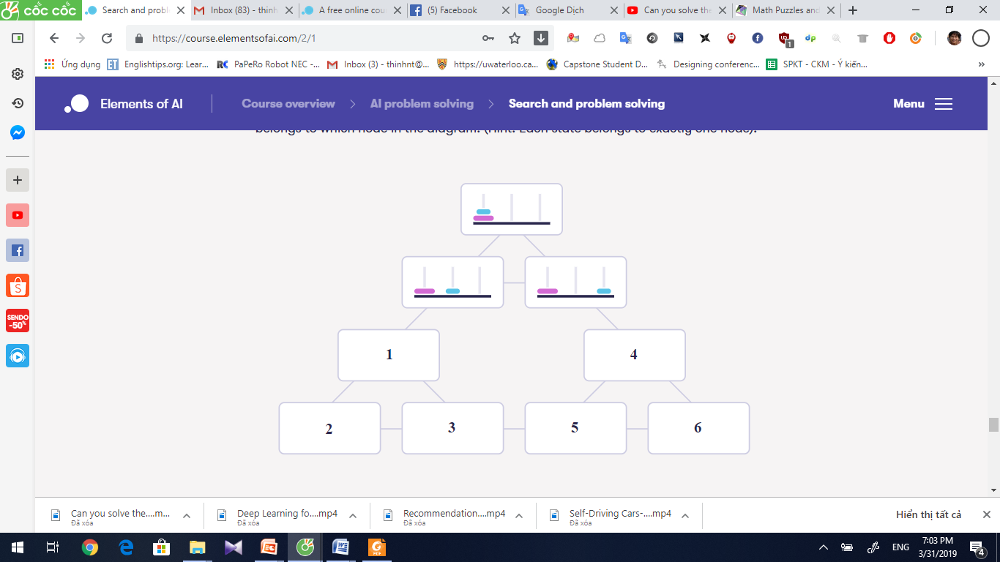 cốc cốc
Search and probl
Inbox (83) - thinh
A free online cou
(5) Facebook
Google Dịch
Can you solve the
Math Puzzles and
https://course.elementsofai.com/2/1
Ứng dụng
Englishtips.org: Lear...
PaPeRo Robot NEC -...
Inbox (3) - thinhnt@...
https://uwaterloo.ca...
Capstone Student D...
Designing conferenc...
SPKT - CKM - Ý kiến...
Elements of AI
Course overview
AI problem solving
Search and problem solving
Menu
belongs to which node in the diagram. (Hint: Each state belongs to exactly one node).
1
4
2
3
5
6
SENDO
-50%
Can you solve the....m...
Đã xóa
Deep Learning fo....mp4
Đã xóa
Recommendation....mp4
Đã xóa
Self-Driving Cars-....mp4
Đã xóa
Hiển thị tất cả
ENG
7:03 PM
3/31/2019
4